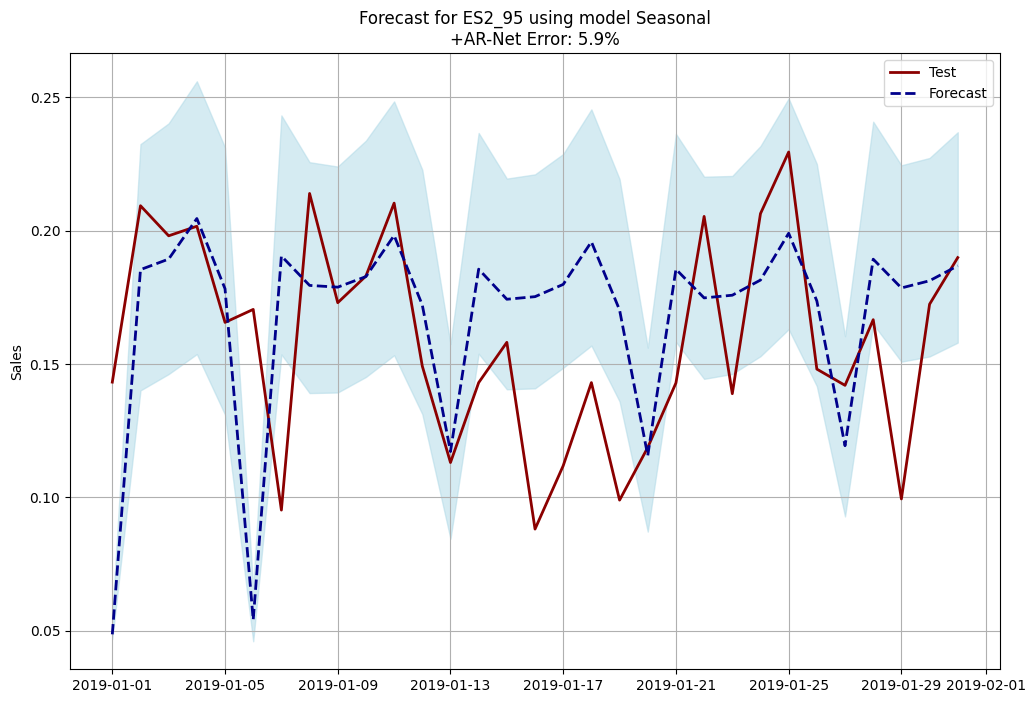 Forecast for ES2_95 using model Seasonal
+AR-Net Error: 5.9%
Test
Forecast
Sales
0.25
0.20
0.15
0.10
0.05
2019-01-01
2019-01-05
2019-01-09
2019-01-13
2019-01-17
2019-01-21
2019-01-25
2019-01-29
2019-02-01